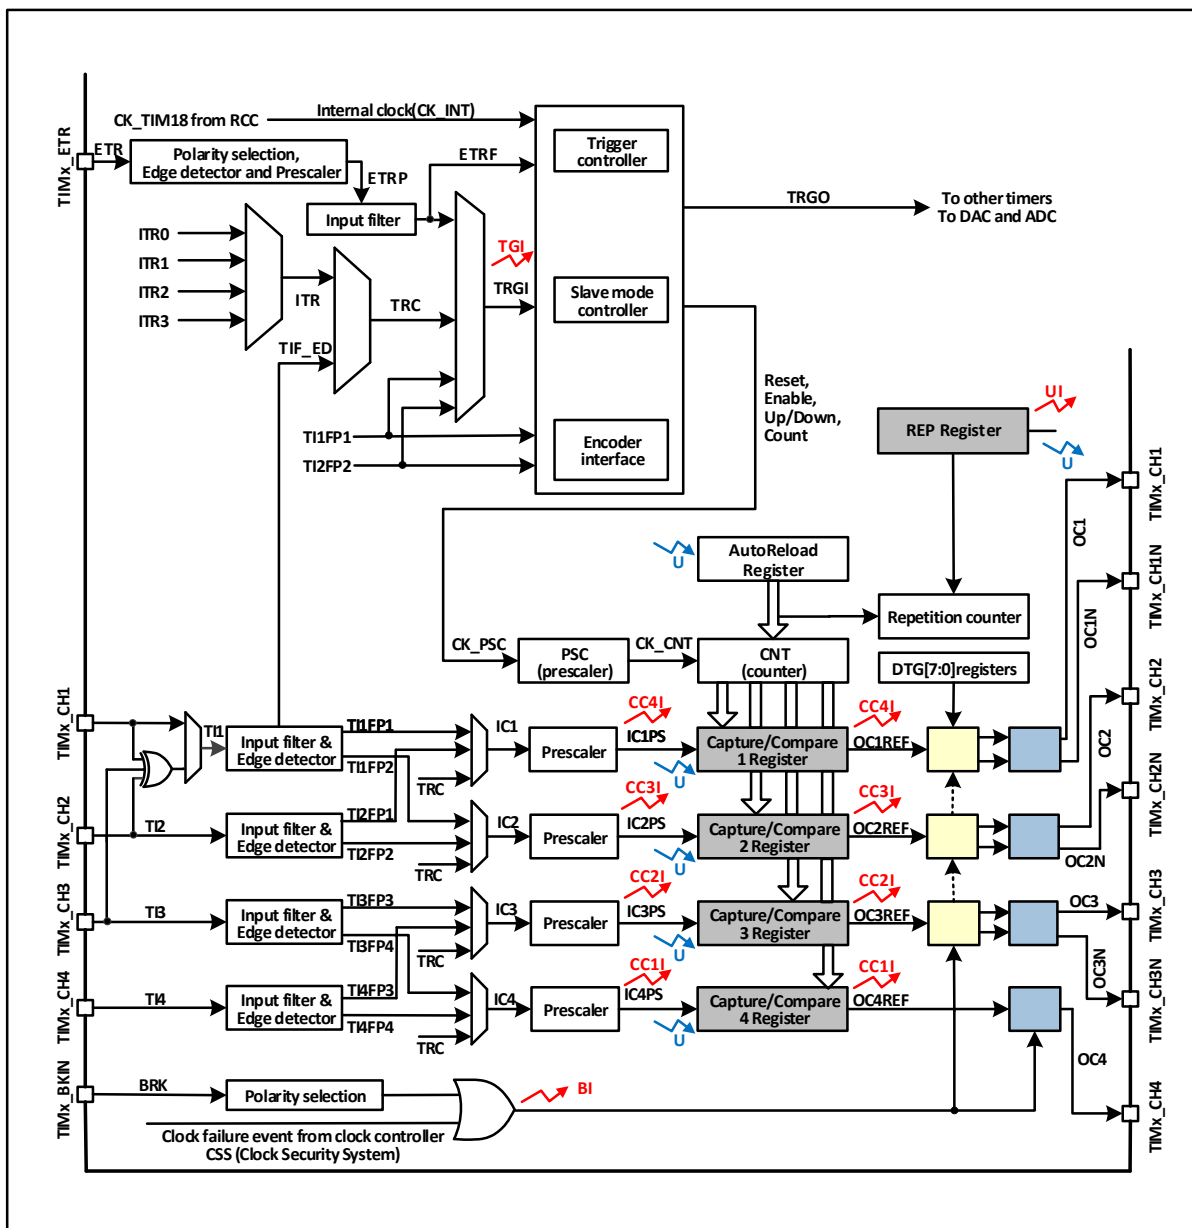 CK_TIM18 from RCC
Internal clock(CK_INT)
TIMx_ETR
ETR
Polarity selection,
Edge detector and Prescaler
ETRP
Input filter
ETRF
Trigger
controller
TRGO
To other timers
To DAC and ADC
ITR0
ITR1
ITR2
ITR3
ITR
TRC
TGI
TRGI
Slave mode
controller
TIF_ED
Reset,
Enable,
Up/Down,
Count
TI1FP1
TI2FP2
Encoder
interface
UI
REP Register
U
TIMx_CH1
OC1
U
AutoReload
Register
Repetition counter
TIMx_CH1N
OC1N
CK_PSC
PSC
(prescaler)
CK_CNT
CNT
(counter)
DTG[7:0]registers
TIMx_CH2
OC2
TIMx_CH1
TI1
Input filter &
Edge detector
TI1FP1
TI1FP2
TRC
IC1
Prescaler
CC4I
IC1PS
U
Capture/Compare
1 Register
CC4I
OC1REF
TIMx_CH2N
OC2N
TIMx_CH2
TI2
Input filter &
Edge detector
TI2FP1
TI2FP2
TRC
IC2
Prescaler
CC3I
IC2PS
U
Capture/Compare
2 Register
CC3I
OC2REF
TIMx_CH3
OC3
TIMx_CH3
TI3
Input filter &
Edge detector
TI3FP3
TI3FP4
TRC
IC3
Prescaler
CC2I
IC3PS
U
Capture/Compare
3 Register
CC2I
OC3REF
TIMx_CH3N
OC3N
TIMx_CH4
TI4
Input filter &
Edge detector
TI4FP3
TI4FP4
TRC
IC4
Prescaler
CC1I
IC4PS
U
Capture/Compare
4 Register
CC1I
OC4REF
OC4
TIMx_CH4
TIMx_BKIN
BRK
Polarity selection
BI
Clock failure event from clock controller
CSS (Clock Security System)